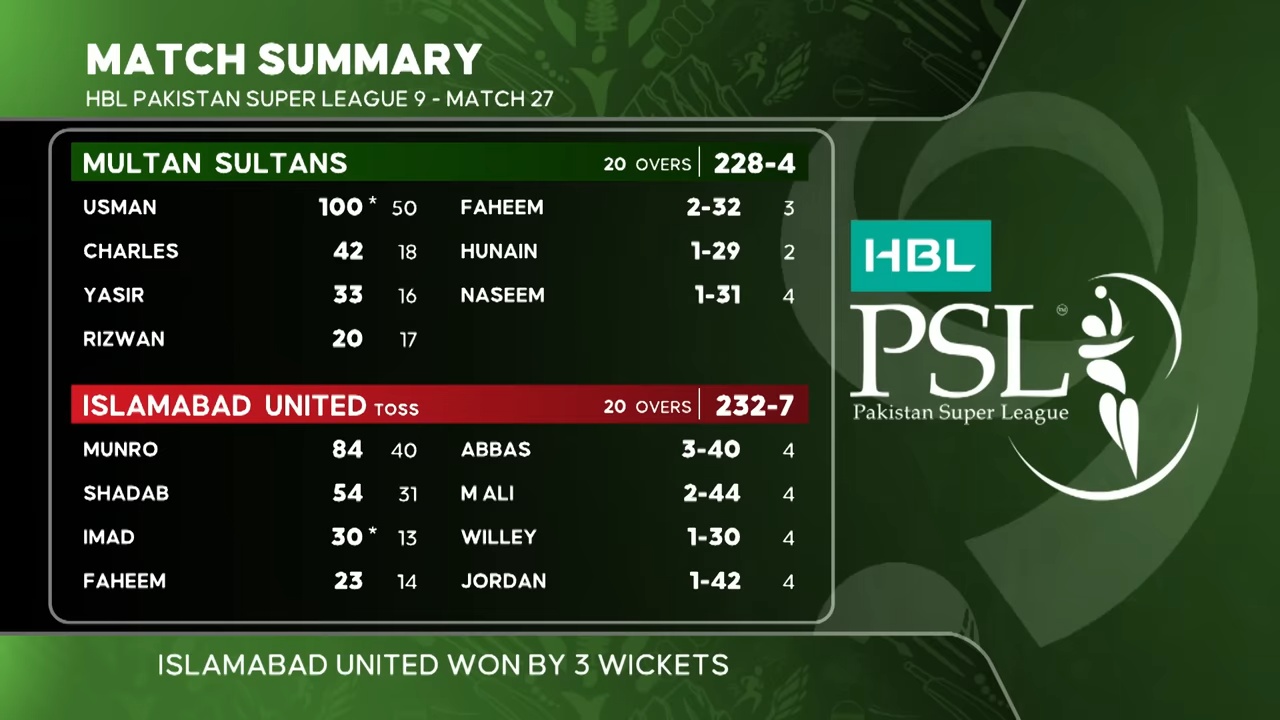 MATCH SUMMARY
HBL PAKISTAN SUPER LEAGUE 9 - MATCH 27
MULTAN SULTANS 20 OVERS 228-4
USMAN 100* 50 FAHEEM 2-32 3
CHARLES 42 18 HUNAIN 1-29 2
YASIR 33 16 NASEEM 1-31 4
RIZWAN 20 17
ISLAMABAD UNITED TOSS 20 OVERS 232-7
MUNRO 84 40 ABBAS 3-40 4
SHADAB 54 31 M ALI 2-44 4
IMAD 30* 13 WILLEY 1-30 4
FAHEEM 23 14 JORDAN 1-42 4
ISLAMABAD UNITED WON BY 3 WICKETS
HBL
PSL ™
Pakistan Super League